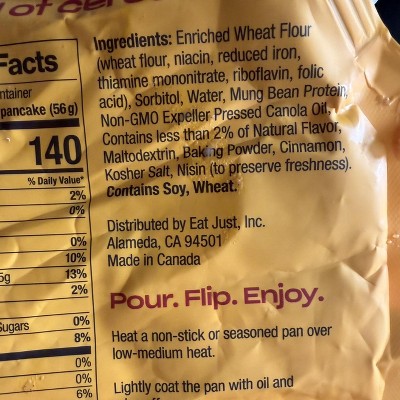 of cer
Facts
ntainer
pancake (56g)
140
% Daily Value*
2%
0%
0%
10%
5g 13%
2%
Sugars 0%
8%
0%
0%
6%
Ingredients: Enriched Wheat Flour
(wheat flour, niacin, reduced iron,
thiamine mononitrate, riboflavin, folic
acid), Sorbitol, Water, Mung Bean Protein,
Non-GMO Expeller Pressed Canola Oil,
Contains less than 2% of Natural Flavor,
Maltodextrin, Baking Powder, Cinnamon,
Kosher Salt, Nisin (to preserve freshness).
Contains Soy, Wheat.
Distributed by Eat Just, Inc.
Alameda, CA 94501
Made in Canada
Pour. Flip. Enjoy.
Heat a non-stick or seasoned pan over
low-medium heat.
Lightly coat the pan with oil and